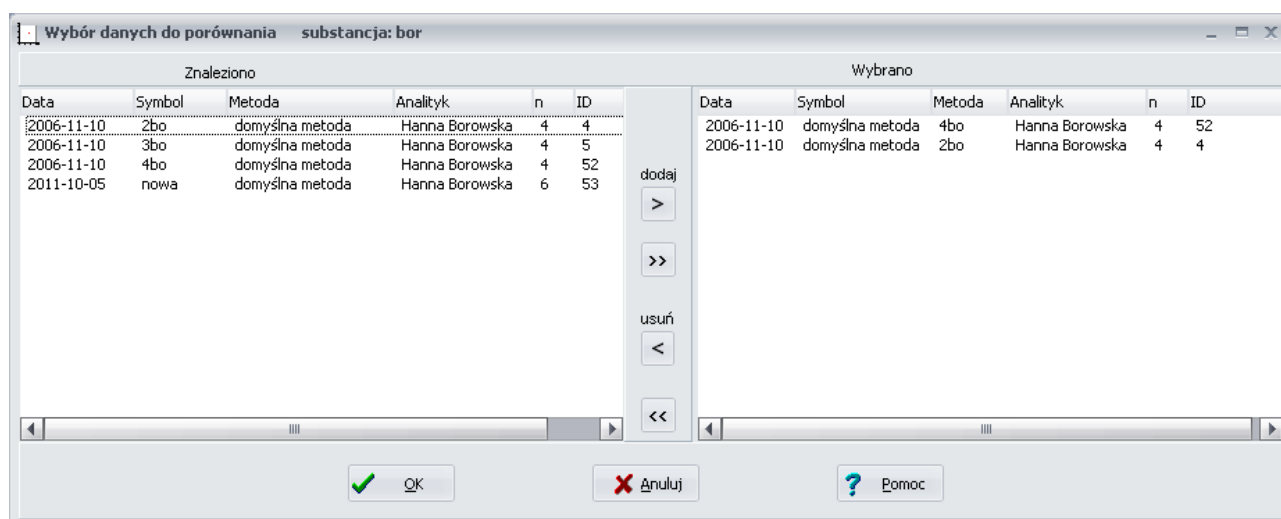 Wybór danych do porównania substancja: bor
Znaleziono Wybrano
Data Symbol Metoda Analityk n ID
2006-11-10 2bo domyślna metoda Hanna Borowska 4 4
2006-11-10 3bo domyślna metoda Hanna Borowska 4 5
2006-11-10 4bo domyślna metoda Hanna Borowska 4 52
2011-10-05 nowa domyślna metoda Hanna Borowska 6 53
dodaj
>
>>
usuń
<
<<
Data Symbol Metoda Analityk n ID
2006-11-10 domyślna metoda 4bo Hanna Borowska 4 52
2006-11-10 domyślna metoda 2bo Hanna Borowska 4 4
OK Anuluj ? Pomoc